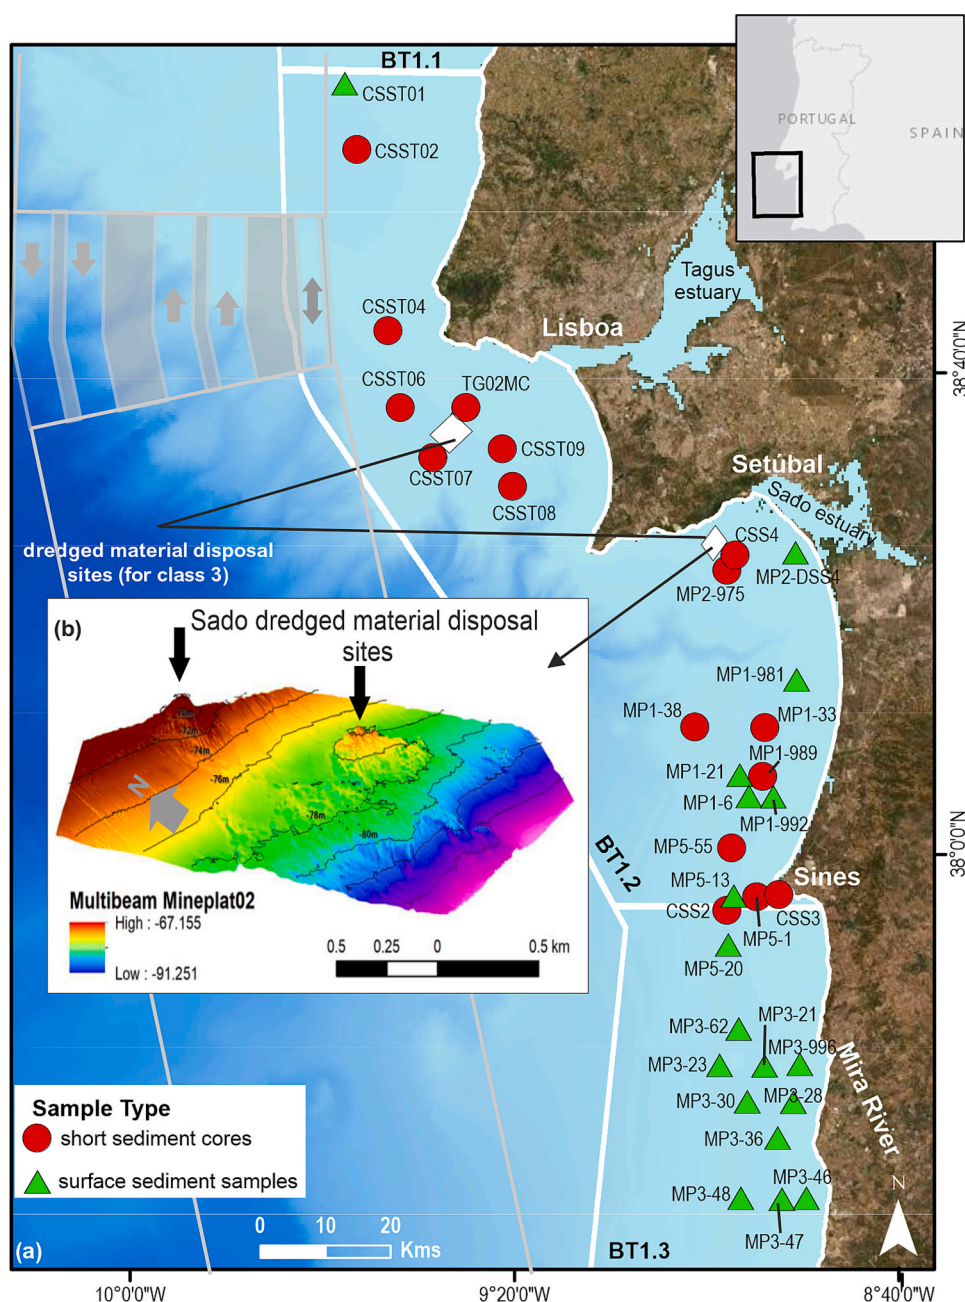 BT1.1
CSST01
CSST02
PORTUGAL
SPAIN
Tagus
estuary
CSST04
Lisboa
38°40'0"N
CSST06
TG02MC
CSST09
CSST07
CSST08
Setúbal
Sado estuary
dredged material disposal
sites (for class 3)
CSS4
MP2-DSS4
MP2-975
(b)
Sado dredged material disposal
sites
-70m
-72m
-74m
-76m
-78m
-80m
N
Multibeam Mineplat02
High : -67.155
Low : -91.251
0.5
0.25
0
0.5 km
MP1-981
MP1-38
MP1-33
MP1-989
MP1-21
MP1-6
MP1-992
MP5-55
38°0'0"N
BT1.2
MP5-13
Sines
CSS2
CSS3
MP5-1
MP5-20
MP3-21
MP3-62
MP3-996
MP3-23
MP3-30
MP3-28
MP3-36
Mira River
MP3-48
MP3-46
MP3-47
Sample Type
short sediment cores
surface sediment samples
0
10
20
Kms
(a)
BT1.3
N
10°0'0"W
9°20'0"W
8°40'0"W